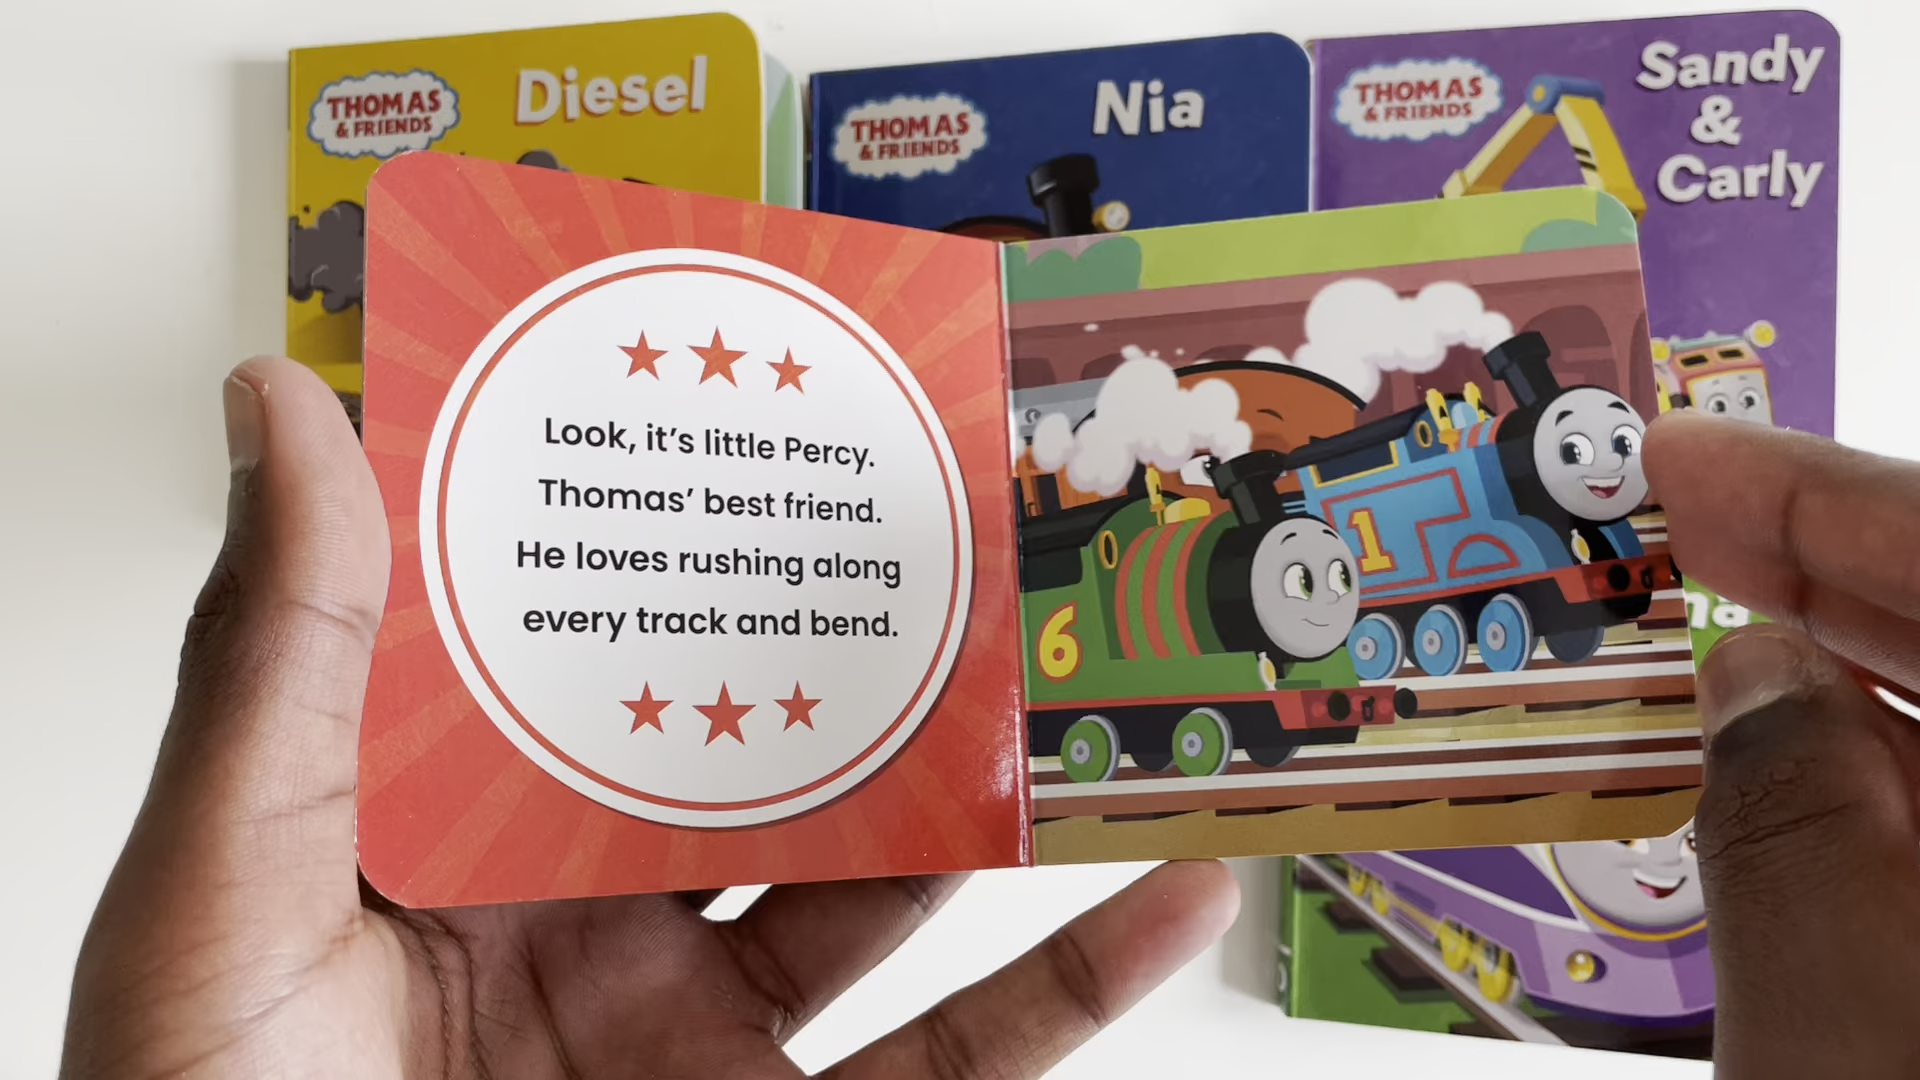 THOMAS
& FRIENDS
Diesel
THOMAS
& FRIENDS
Nia
THOMAS
& FRIENDS
Sandy
&
Carly
Look, it's little Percy.
Thomas' best friend.
He loves rushing along
every track and bend.
6
1